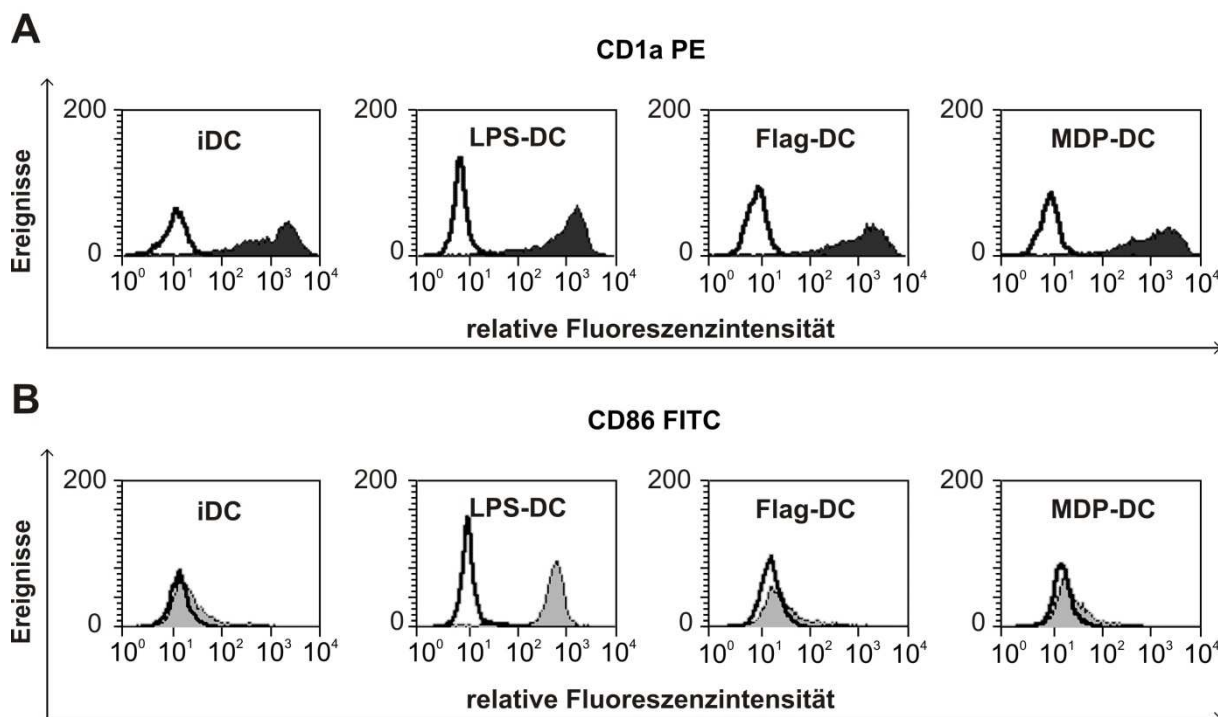 A
CD1a PE
Ereignisse
200 200 200 200
iDC LPS-DC Flag-DC MDP-DC
0 0 0 0
10⁰ 10¹ 10² 10³ 10⁴ 10⁰ 10¹ 10² 10³ 10⁴ 10⁰ 10¹ 10² 10³ 10⁴ 10⁰ 10¹ 10² 10³ 10⁴
relative Fluoreszenzintensität
B
CD86 FITC
Ereignisse
200 200 200 200
iDC LPS-DC Flag-DC MDP-DC
0 0 0 0
10⁰ 10¹ 10² 10³ 10⁴ 10⁰ 10¹ 10² 10³ 10⁴ 10⁰ 10¹ 10² 10³ 10⁴ 10⁰ 10¹ 10² 10³ 10⁴
relative Fluoreszenzintensität